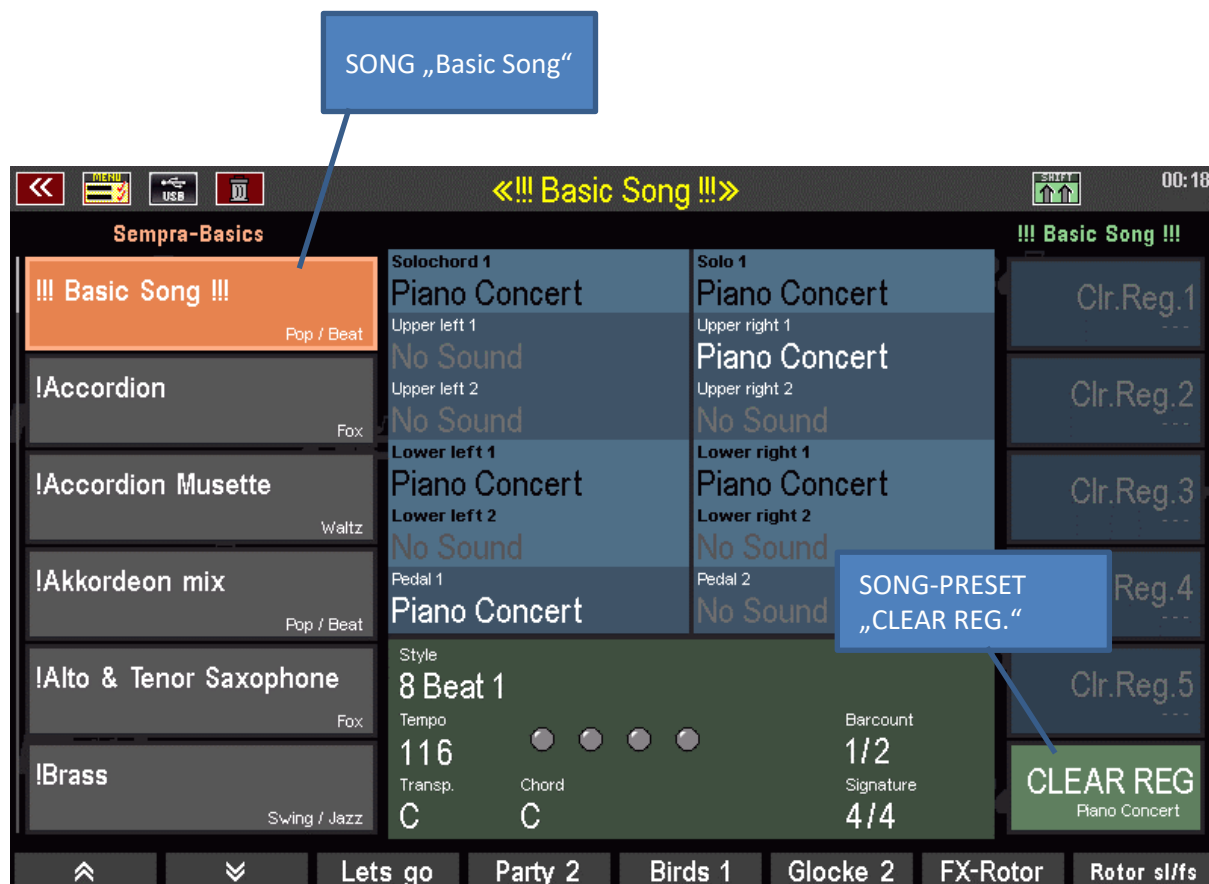 SONG „Basic Song“
MENU
USB
«!!! Basic Song !!!»
SHIFT
00:18
Sempra-Basics
!!! Basic Song !!!
Pop / Beat
!Accordion
Fox
!Accordion Musette
Waltz
!Akkordeon mix
Pop / Beat
!Alto & Tenor Saxophone
Fox
!Brass
Swing / Jazz
Solochord 1
Piano Concert
Solo 1
Piano Concert
Upper left 1
No Sound
Upper right 1
Piano Concert
Upper left 2
No Sound
Upper right 2
No Sound
Lower left 1
Piano Concert
Lower right 1
Piano Concert
Lower left 2
No Sound
Lower right 2
No Sound
Pedal 1
Piano Concert
Pedal 2
No Sound
Style
8 Beat 1
Tempo
116
Barcount
1/2
Transp.
C
Chord
C
Signature
4/4
!!! Basic Song !!!
Clr.Reg.1
---
Clr.Reg.2
---
Clr.Reg.3
---
Reg.4
---
Clr.Reg.5
---
SONG-PRESET
„CLEAR REG.“
CLEAR REG
Piano Concert
Lets go
Party 2
Birds 1
Glocke 2
FX-Rotor
Rotor sl/fs